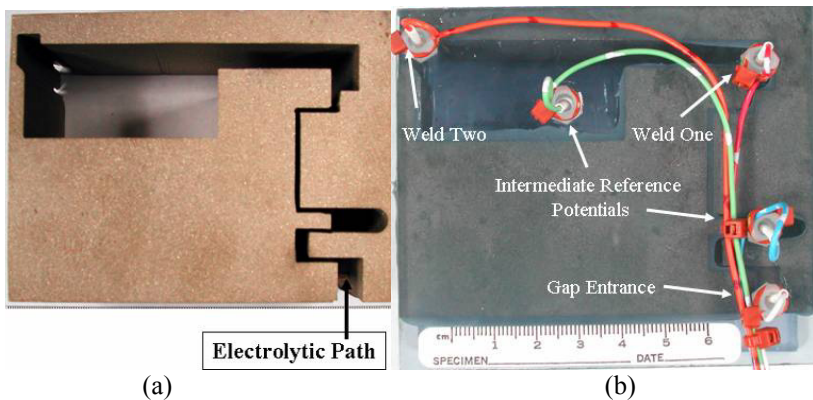 Electrolytic Path
(a)
Weld Two
Weld One
Intermediate Reference
Potentials
Gap Entrance
cm 1 2 3 4 5 6
SPECIMEN DATE
(b)